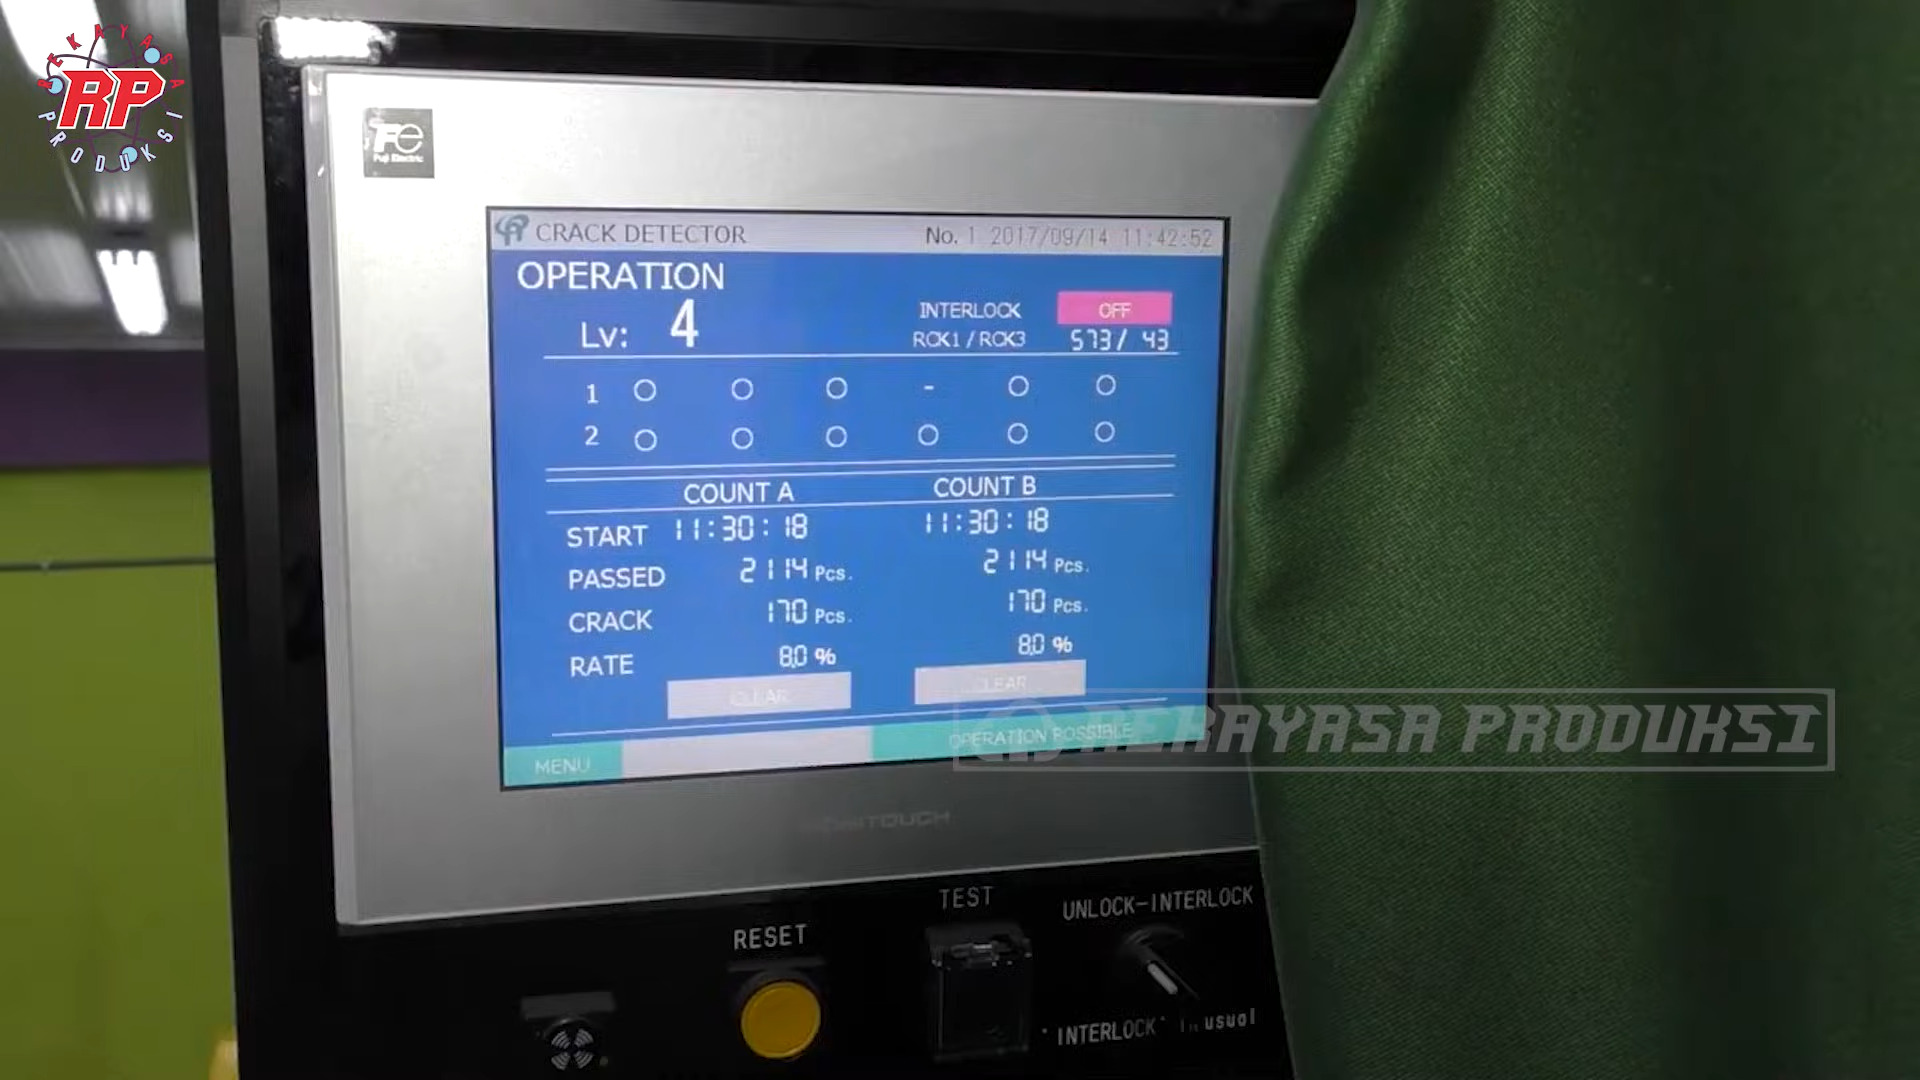 REKAYASA
RP
PRODUKSI
Fe
Fuji Electric
CRACK DETECTOR No. 1 2017/09/14 11:42:52
OPERATION
Lv: 4
INTERLOCK OFF
RCK1 / RCK3 573/ 43
1 ○ ○ ○ - ○ ○
2 ○ ○ ○ ○ ○ ○
COUNT A COUNT B
START 11:30:18 11:30:18
PASSED 2114 Pcs. 2114 Pcs.
CRACK 170 Pcs. 170 Pcs.
RATE 8.0 % 8.0 %
CLEAR CLEAR
MENU OPERATION POSSIBLE
REKAYASA PRODUKSI
TEST
UNLOCK-INTERLOCK
RESET
"INTERLOCK" usual